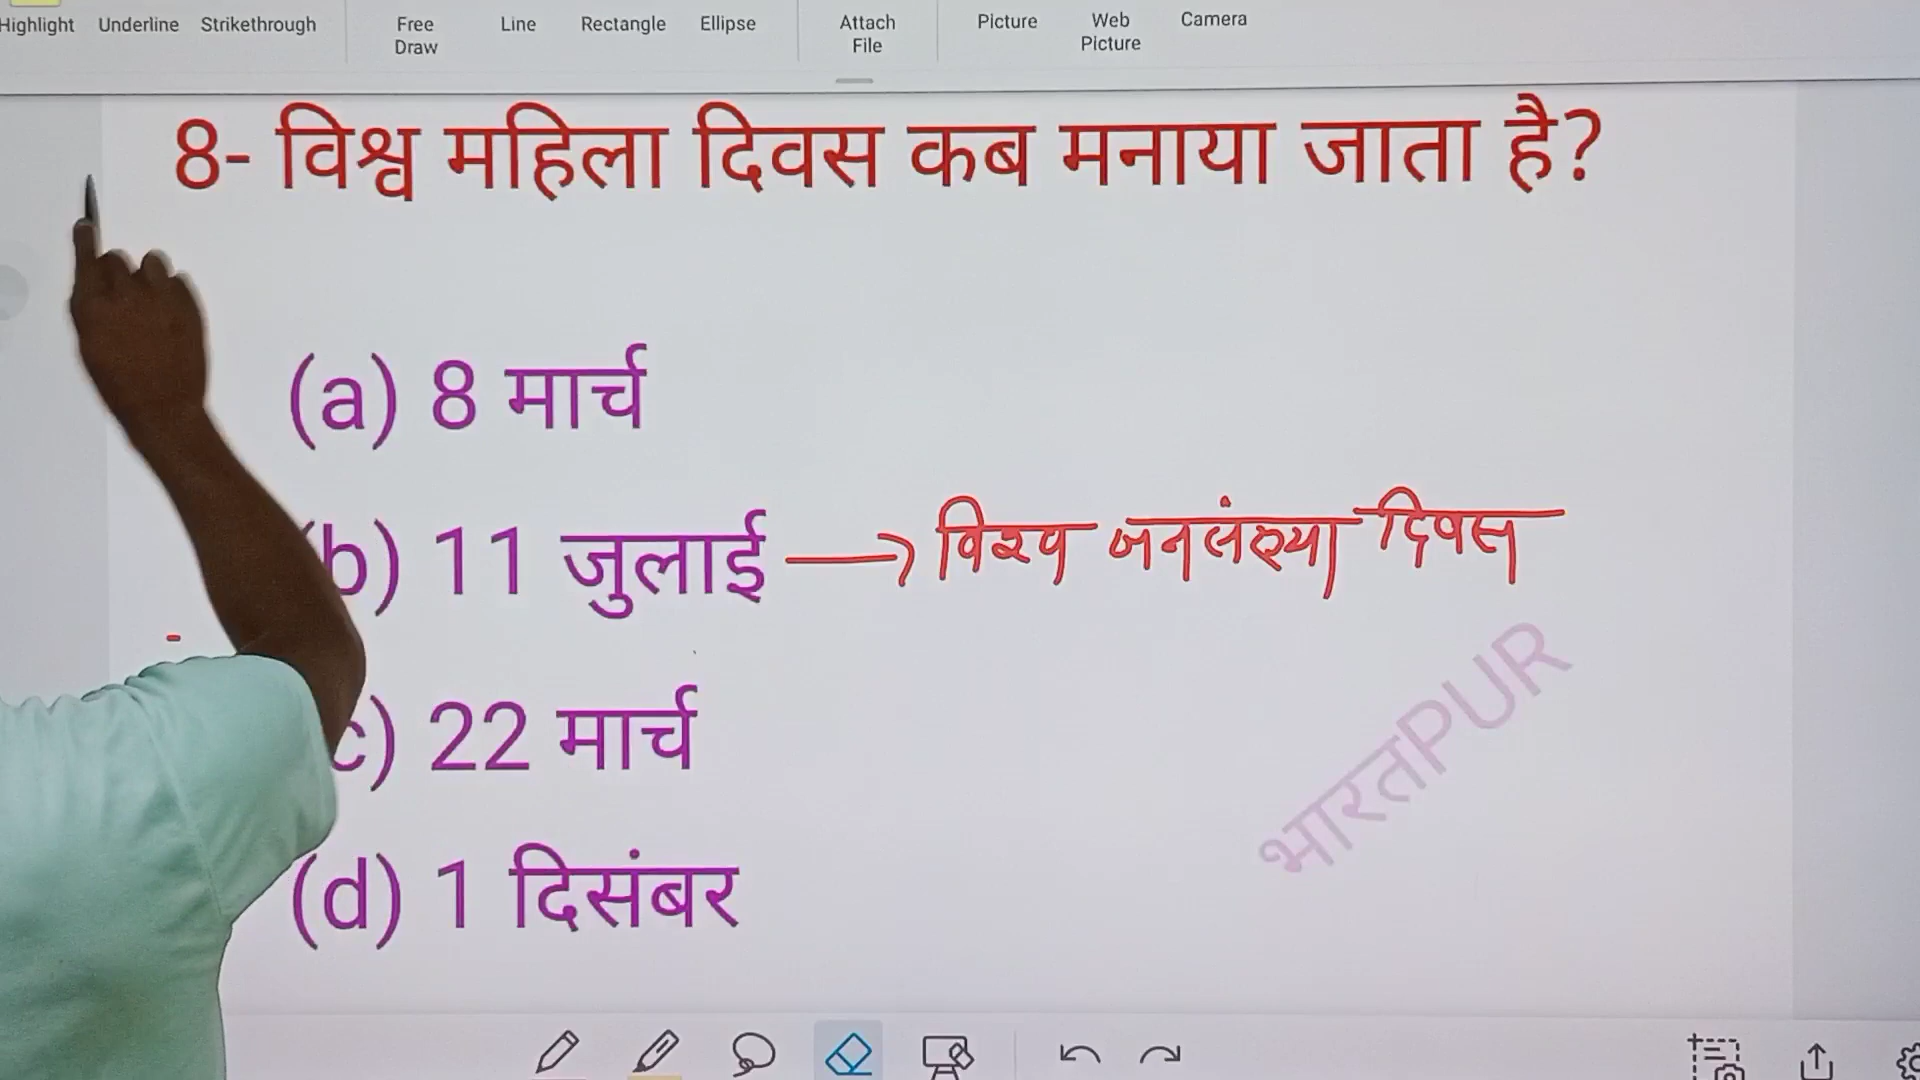 Highlight Underline Strikethrough Free Draw Line Rectangle Ellipse Attach File Picture Web Picture Camera
8- विश्व महिला दिवस कब मनाया जाता है?
(a) 8 मार्च
(b) 11 जुलाई → विश्व जनसंख्या दिवस
c) 22 मार्च
(d) 1 दिसंबर
भारतPUR